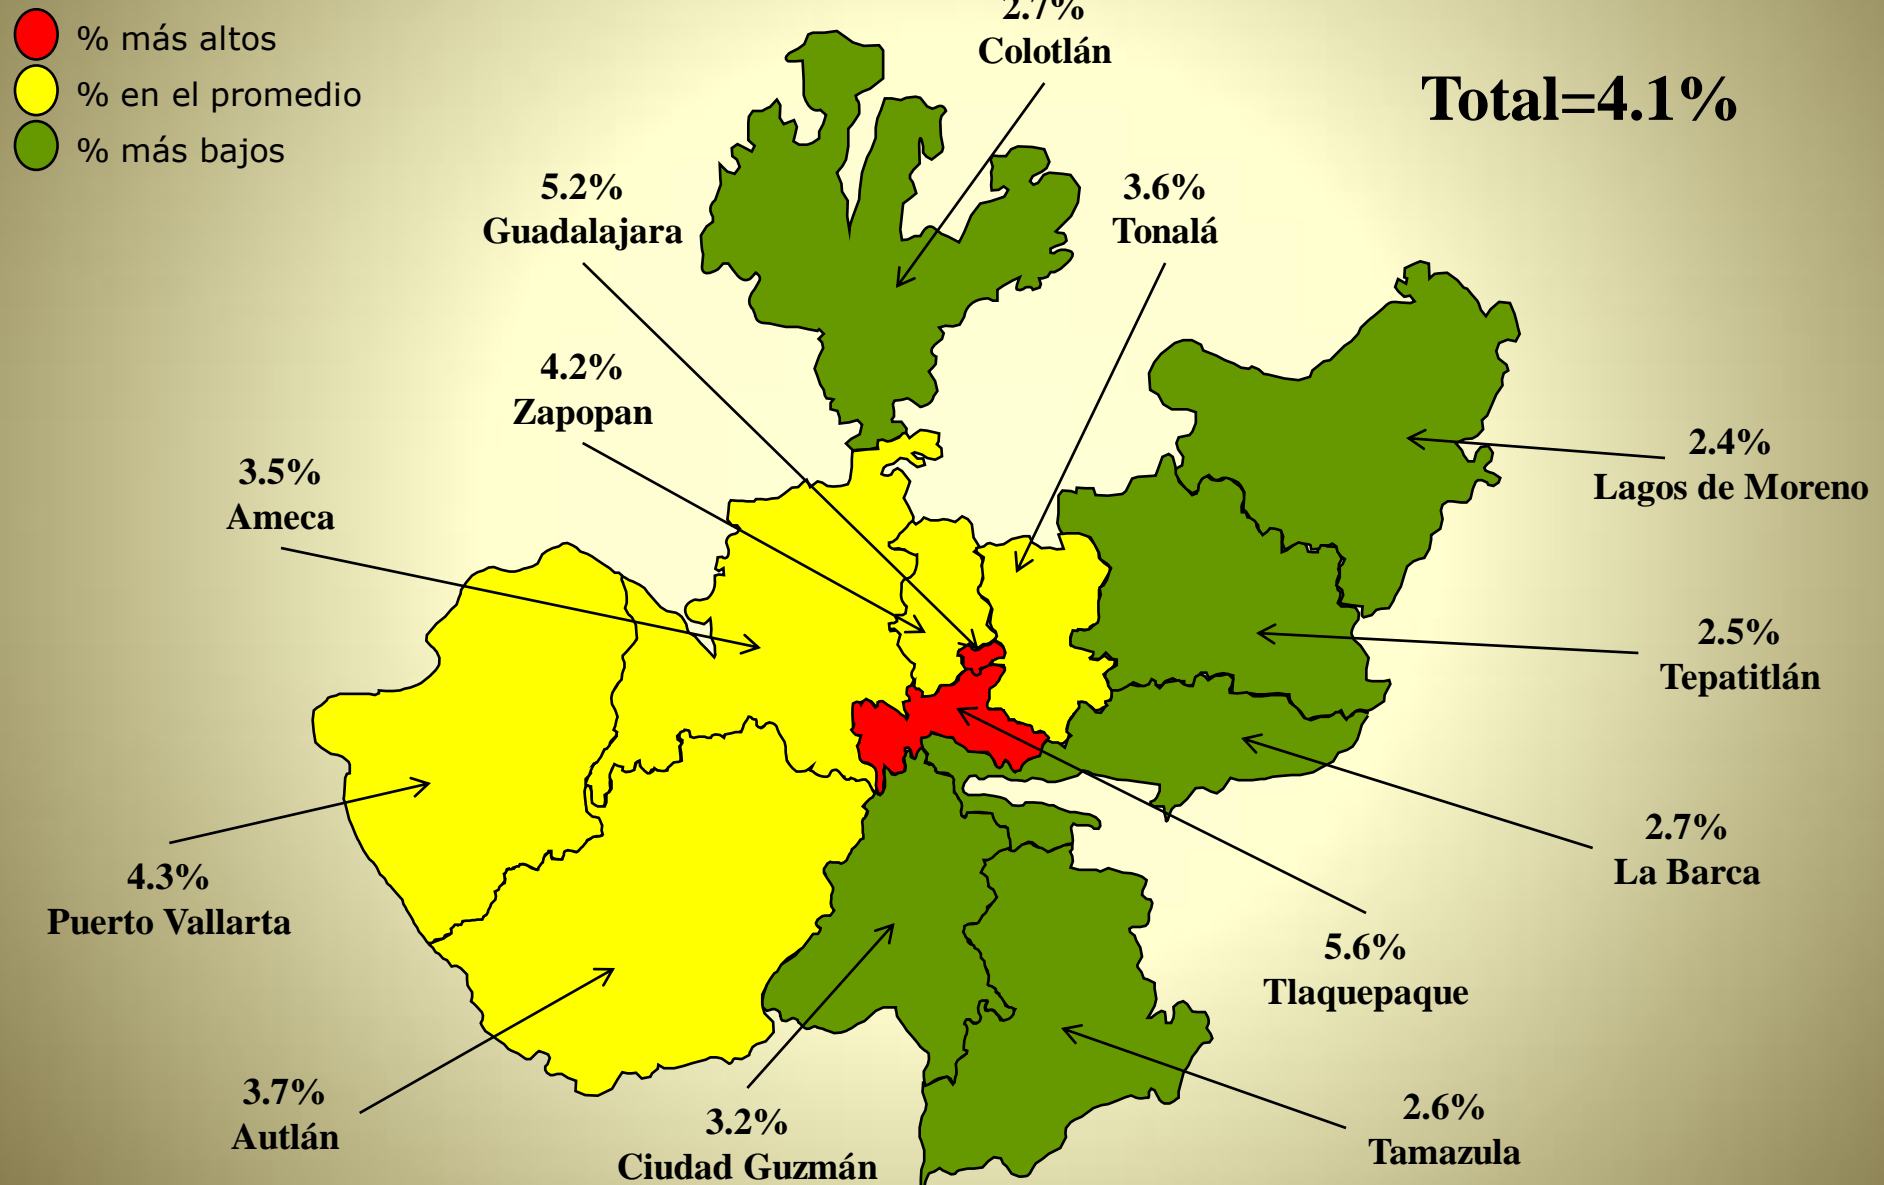 % más altos
% en el promedio
% más bajos
2.7%
Colotlán
Total=4.1%
5.2%
Guadalajara
3.6%
Tonalá
4.2%
Zapopan
3.5%
Ameca
2.4%
Lagos de Moreno
2.5%
Tepatitlán
2.7%
La Barca
4.3%
Puerto Vallarta
5.6%
Tlaquepaque
3.7%
Autlán
3.2%
Ciudad Guzmán
2.6%
Tamazula